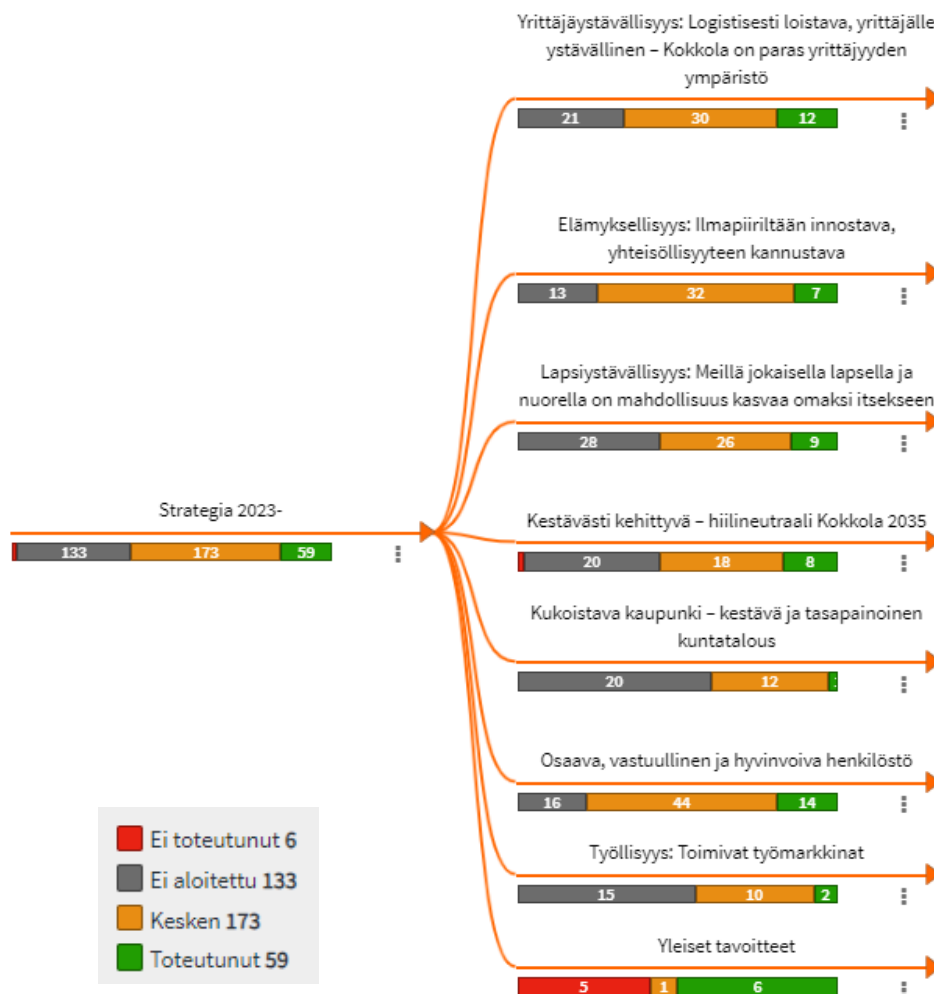 Yrittäjäystävällisyys: Logistisesti loistava, yrittäjälle
ystävällinen – Kokkola on paras yrittäjyyden
ympäristö
21 30 12
Elämyksellisyys: Ilmapiiriltään innostava,
yhteisöllisyyteen kannustava
13 32 7
Lapsiystävällisyys: Meillä jokaisella lapsella ja
nuorella on mahdollisuus kasvaa omaksi itsekseen
28 26 9
Strategia 2023-
133 173 59
Kestävästi kehittyvä – hiilineutraali Kokkola 2035
20 18 8
Kukoistava kaupunki – kestävä ja tasapainoinen
kuntatalous
20 12
Osaava, vastuullinen ja hyvinvoiva henkilöstö
16 44 14
Työllisyys: Toimivat työmarkkinat
15 10 2
Yleiset tavoitteet
5 1 6
Ei toteutunut 6
Ei aloitettu 133
Kesken 173
Toteutunut 59